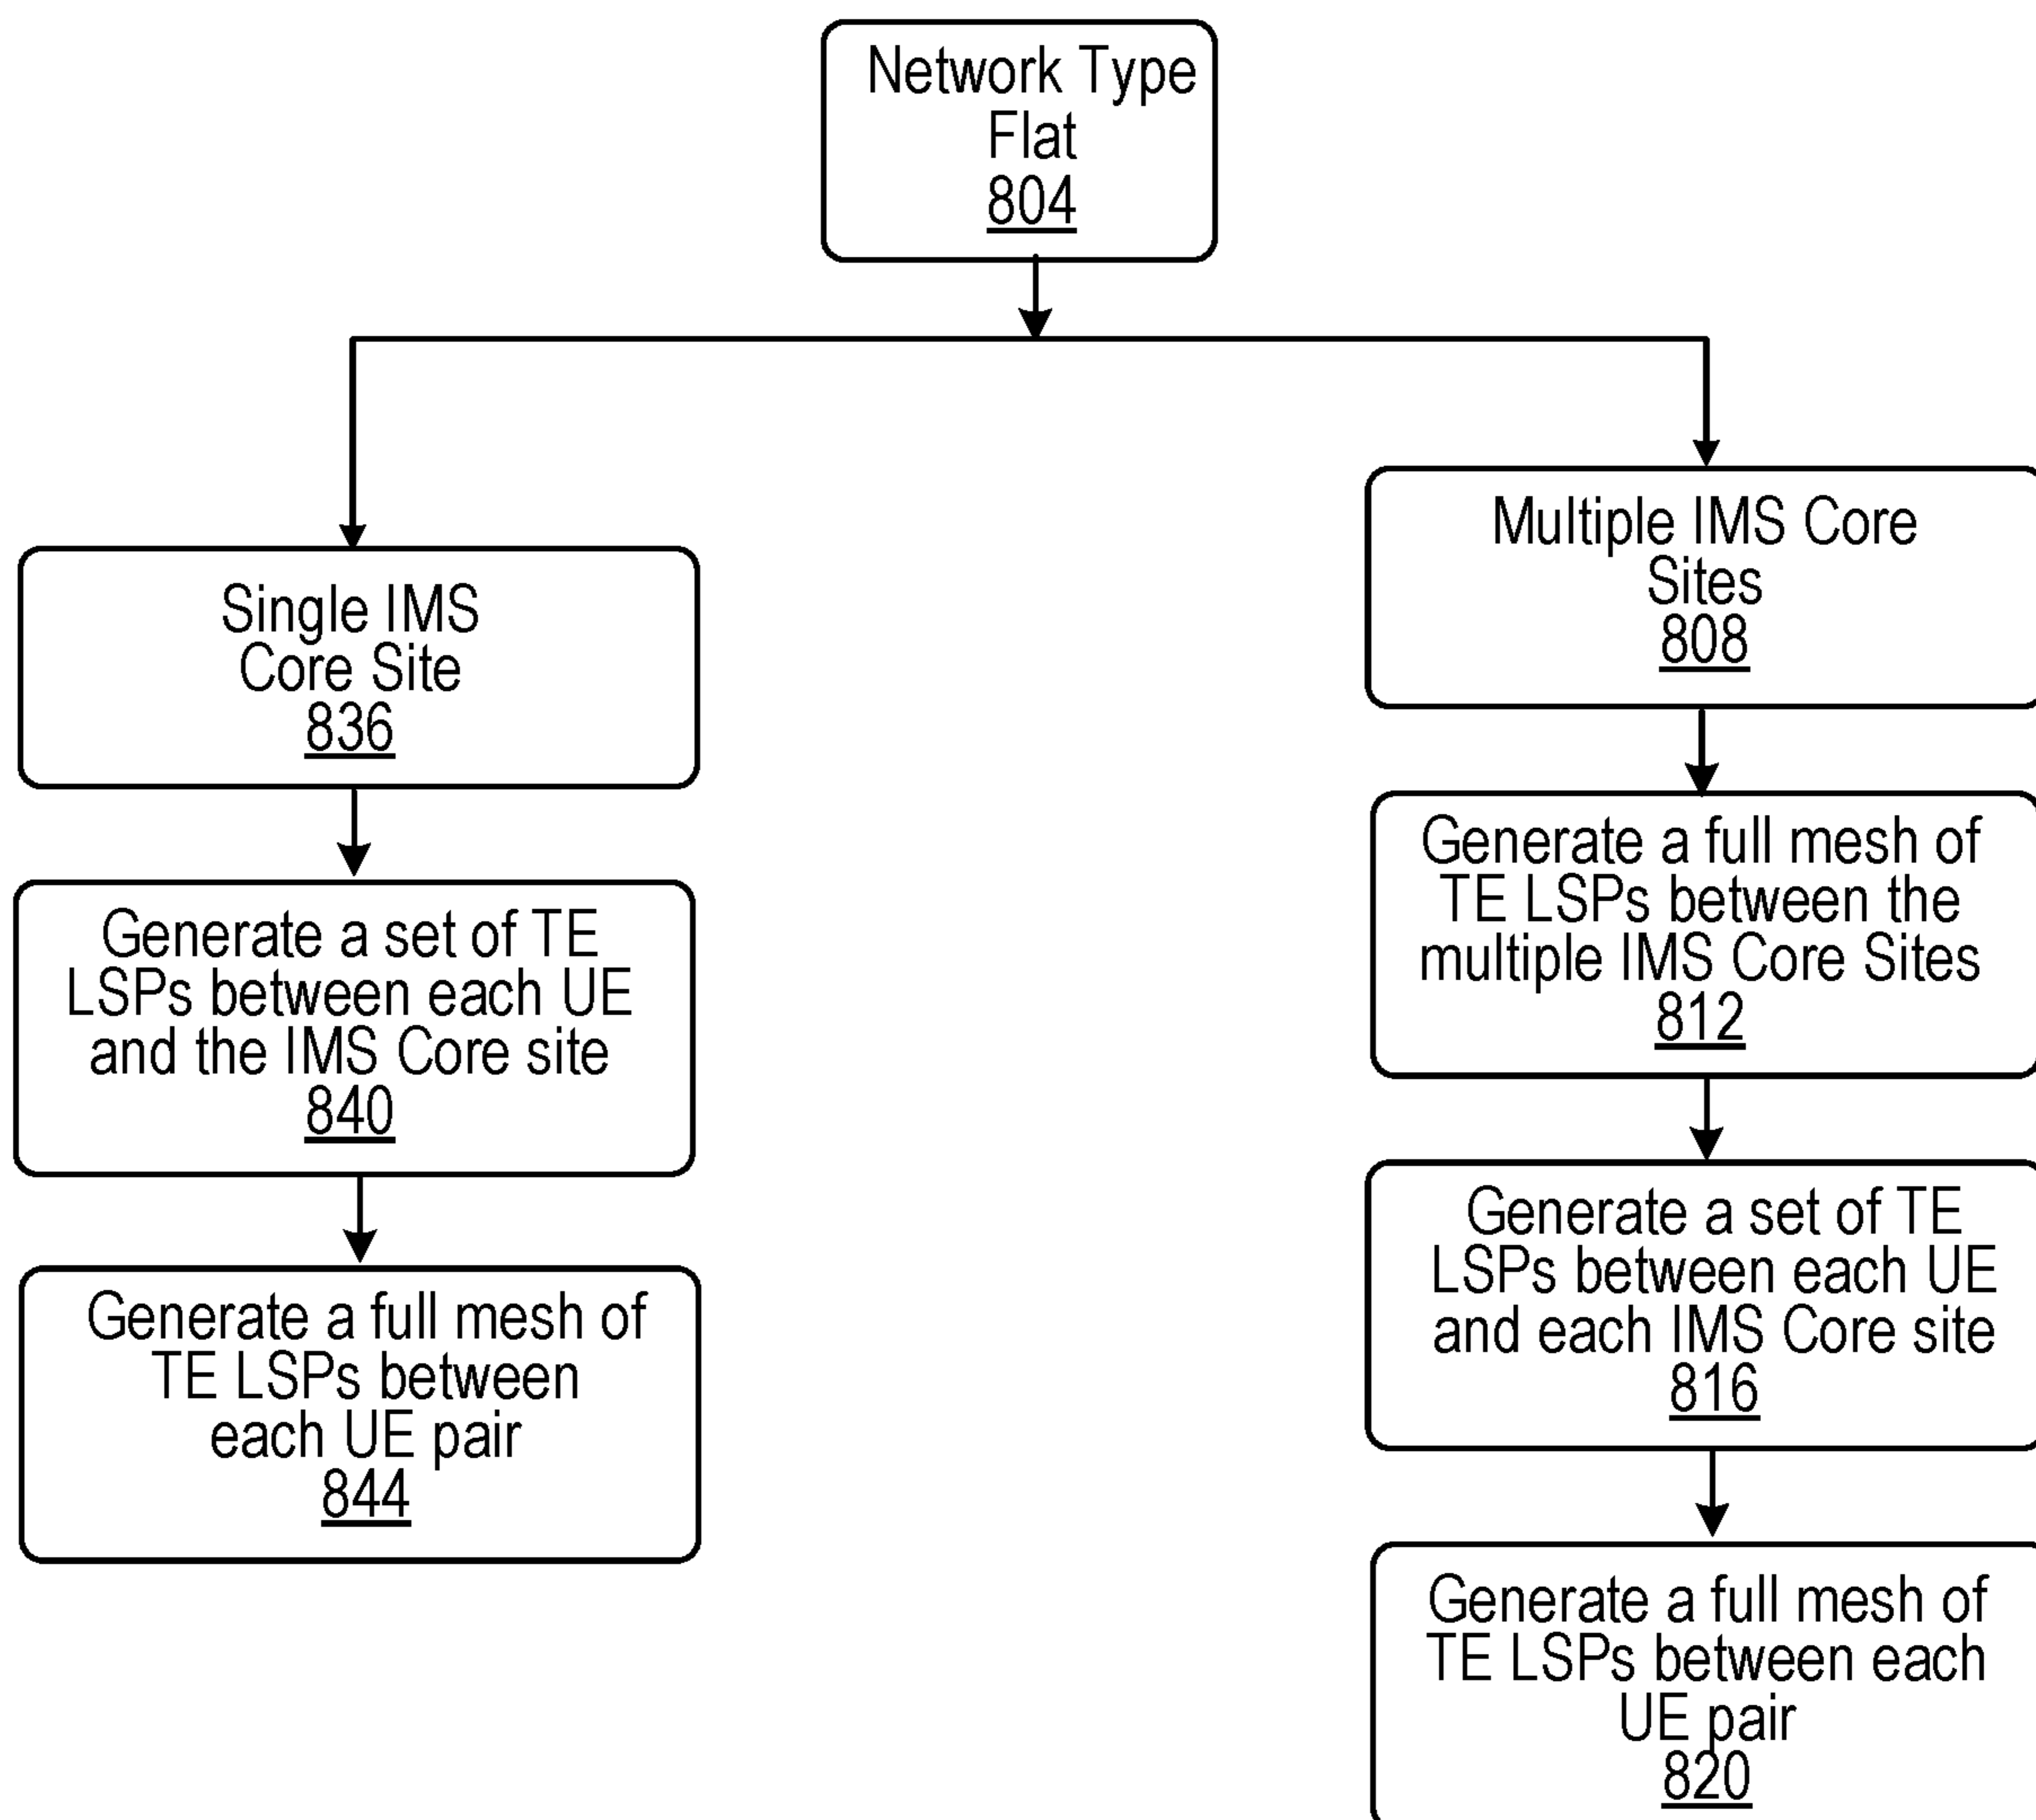 Network Type
Flat
804
Single IMS
Core Site
836
Generate a set of TE
LSPs between each UE
and the IMS Core site
840
Generate a full mesh of
TE LSPs between
each UE pair
844
Multiple IMS Core
Sites
808
Generate a full mesh of
TE LSPs between the
multiple IMS Core Sites
812
Generate a set of TE
LSPs between each UE
and each IMS Core site
816
Generate a full mesh of
TE LSPs between each
UE pair
820